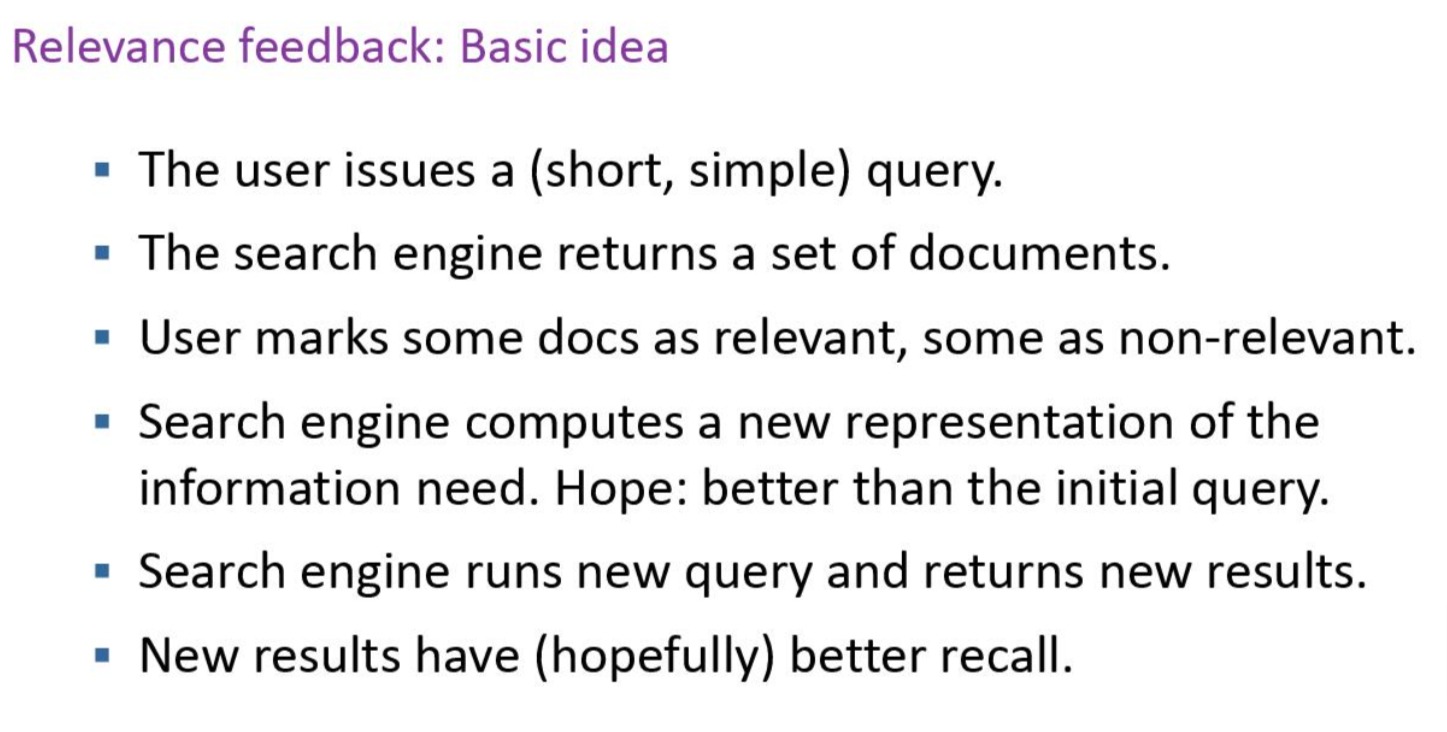 Relevance feedback: Basic idea
▪ The user issues a (short, simple) query.
▪ The search engine returns a set of documents.
▪ User marks some docs as relevant, some as non-relevant.
▪ Search engine computes a new representation of the
information need. Hope: better than the initial query.
▪ Search engine runs new query and returns new results.
▪ New results have (hopefully) better recall.